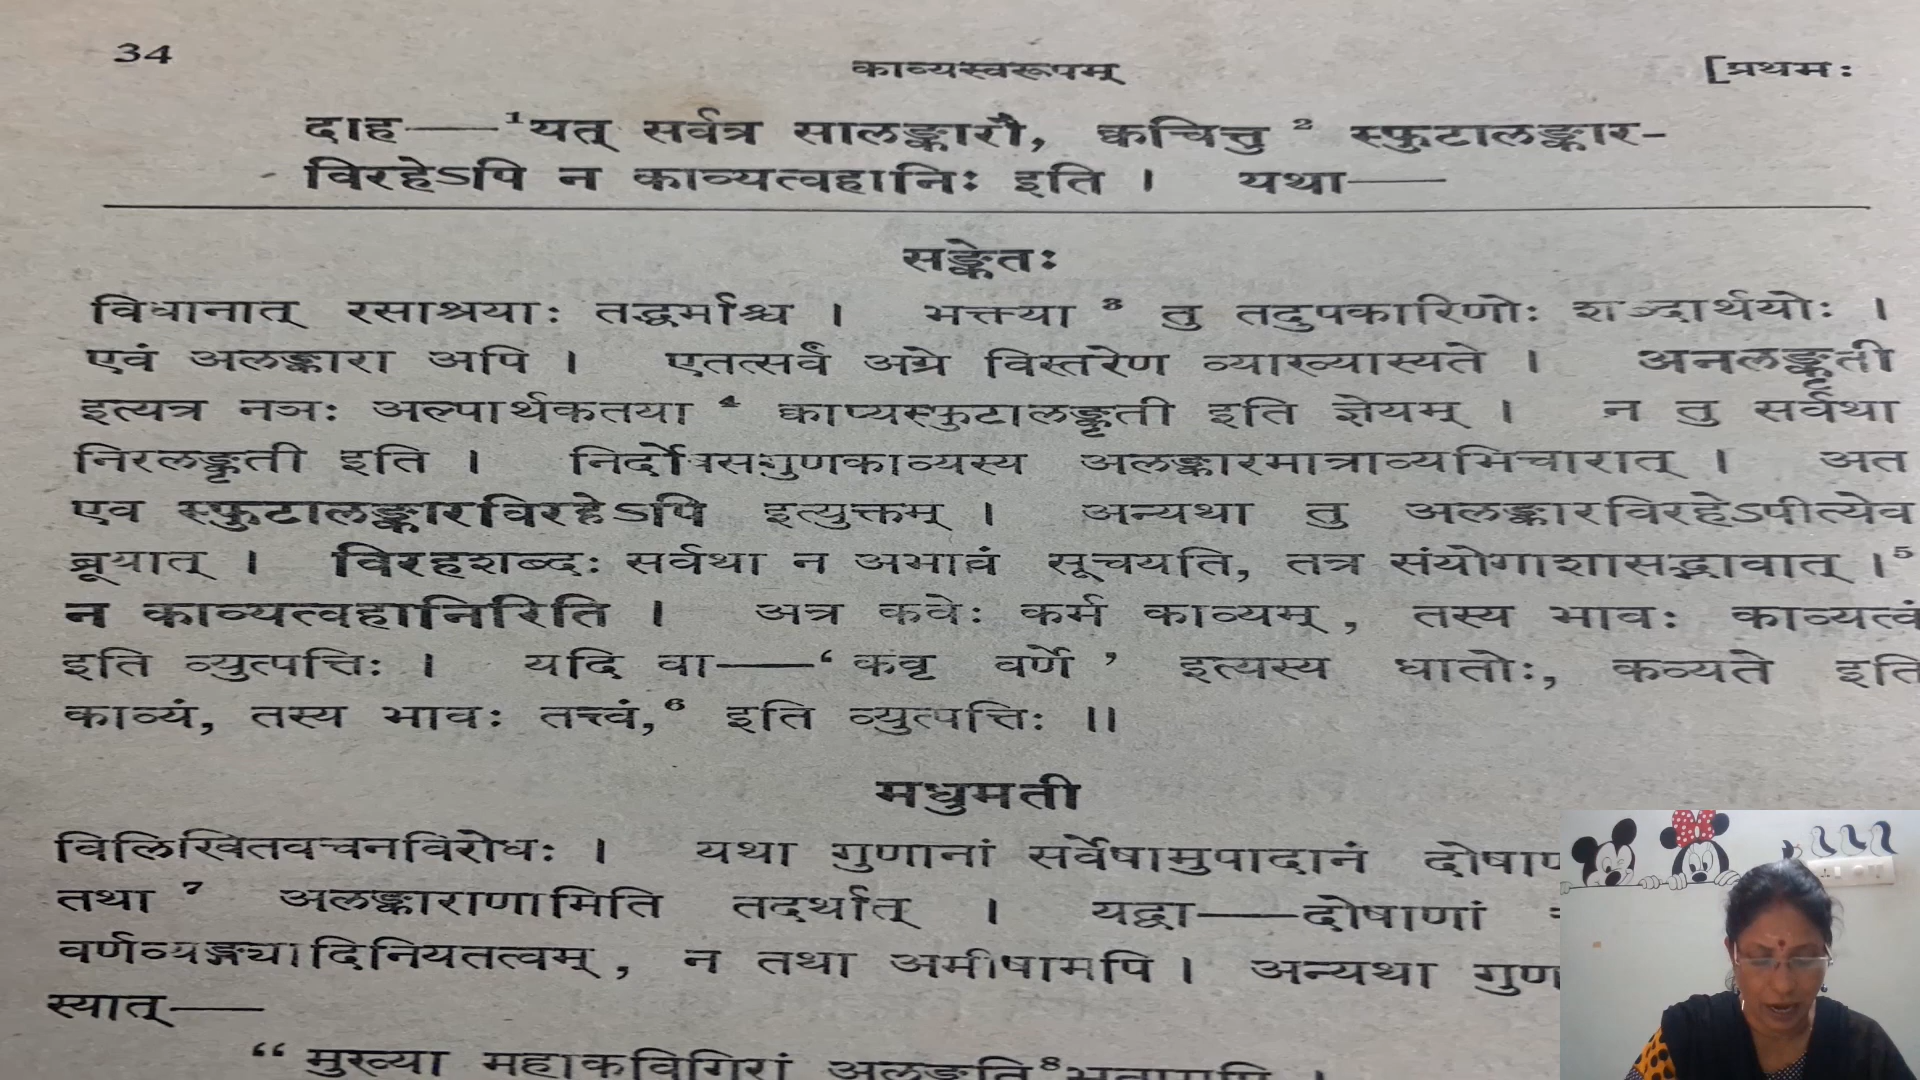 34
काव्यस्वरूपम्
[प्रथमः
दाह——¹यत् सर्वत्र सालङ्कारौ, क्वचित्तु ² स्फुटालङ्कार-
विरहेऽपि न काव्यत्वहानिः इति । यथा——
सङ्केतः
विधानात् रसाश्रयाः तद्धर्माश्च । भक्त्या ³ तु तदुपकारिणोः शब्दार्थयोः ।
एवं अलङ्कारा अपि । एतत्सर्वं अग्रे विस्तरेण व्याख्यास्यते । अनलङ्कृती
इत्यत्र नञः अल्पार्थकतया ⁴ क्वाप्यस्फुटालङ्कृती इति ज्ञेयम् । न तु सर्वथा
निरलङ्कृती इति । निर्दोषसगुणकाव्यस्य अलङ्कारमात्राव्यभिचारात् । अत
एव स्फुटालङ्कारविरहेऽपि इत्युक्तम् । अन्यथा तु अलङ्कारविरहेऽपीत्येव
ब्रूयात् । विरहशब्दः सर्वथा न अभावं सूचयति, तत्र संयोगाशासद्भावात् ।⁵
न काव्यत्वहानिरिति । अत्र कवेः कर्म काव्यम्, तस्य भावः काव्यत्वं
इति व्युत्पत्तिः । यदि वा——‘ कवृ वर्णे ’ इत्यस्य धातोः, कव्यते इति
काव्यं, तस्य भावः तत्त्वं,⁶ इति व्युत्पत्तिः ॥
मधुमती
विलिखितवचनविरोधः । यथा गुणानां सर्वेषामुपादानं
तथा ⁷ अलङ्काराणामिति तदर्थात् । यद्वा——दोषाणां
वर्णव्यङ्ग्यादिनियतत्वम्, न तथा अमीषामपि । अन्यथा गुण
स्यात्——
“ मुख्या महाकविगिरां